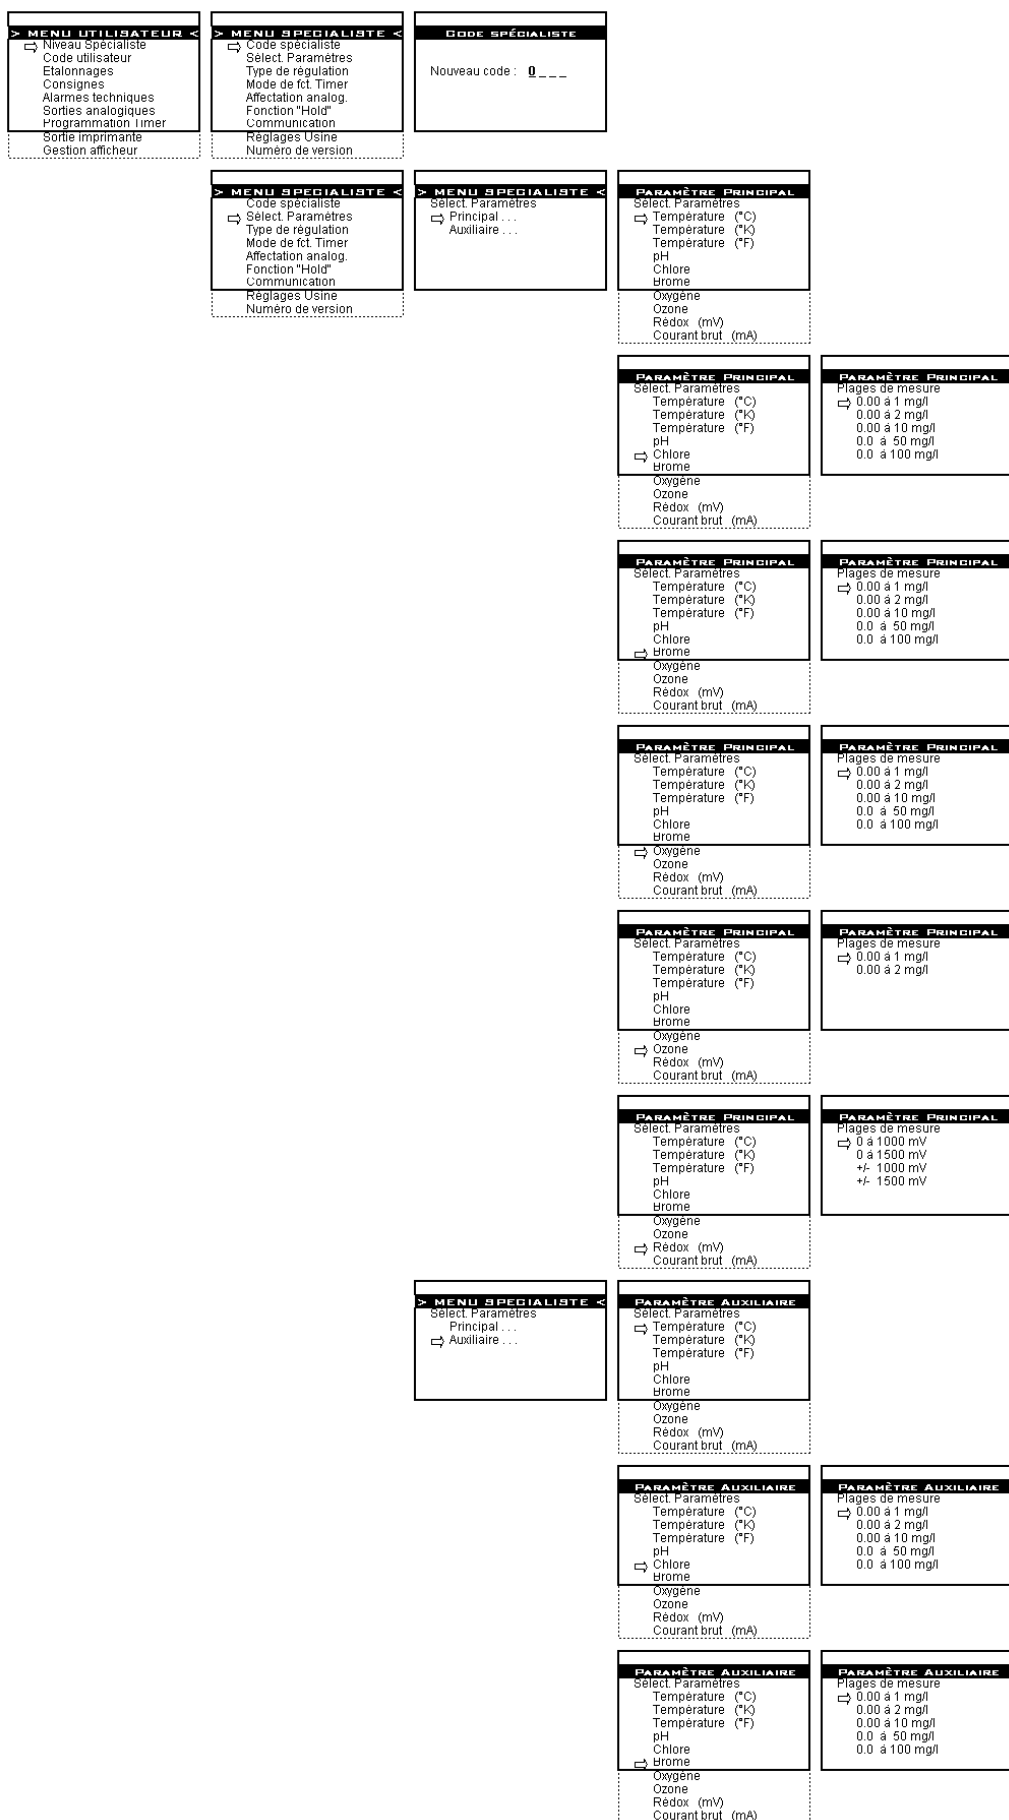 > MENU UTILISATEUR <
Niveau Spécialiste
Code utilisateur
Etalonnages
Consignes
Alarmes techniques
Sorties analogiques
Programmation Timer
Sortie imprimante
Gestion afficheur
> MENU SPECIALISTE <
Code spécialiste
Sélect. Paramètres
Type de régulation
Mode de fct. Timer
Affectation analog.
Fonction "Hold"
Communication
Réglages Usine
Numéro de version
CODE SPÉCIALISTE
Nouveau code : 0 _ _ _
> MENU SPECIALISTE <
Code spécialiste
Sélect. Paramètres
Type de régulation
Mode de fct. Timer
Affectation analog.
Fonction "Hold"
Communication
Réglages Usine
Numéro de version
> MENU SPECIALISTE <
Sélect. Paramètres
Principal . . .
Auxiliaire . . .
PARAMÈTRE PRINCIPAL
Sélect. Paramètres
Température (°C)
Température (°K)
Température (°F)
pH
Chlore
Brome
Oxygène
Ozone
Rédox (mV)
Courant brut (mA)
PARAMÈTRE PRINCIPAL
Sélect. Paramètres
Température (°C)
Température (°K)
Température (°F)
pH
Chlore
Brome
Oxygène
Ozone
Rédox (mV)
Courant brut (mA)
PARAMÈTRE PRINCIPAL
Plages de mesure
0.00 á 1 mg/l
0.00 á 2 mg/l
0.00 á 10 mg/l
0.0 á 50 mg/l
0.0 á 100 mg/l
PARAMÈTRE PRINCIPAL
Sélect. Paramètres
Température (°C)
Température (°K)
Température (°F)
pH
Chlore
Brome
Oxygène
Ozone
Rédox (mV)
Courant brut (mA)
PARAMÈTRE PRINCIPAL
Plages de mesure
0.00 á 1 mg/l
0.00 á 2 mg/l
0.00 á 10 mg/l
0.0 á 50 mg/l
0.0 á 100 mg/l
PARAMÈTRE PRINCIPAL
Sélect. Paramètres
Température (°C)
Température (°K)
Température (°F)
pH
Chlore
Brome
Oxygène
Ozone
Rédox (mV)
Courant brut (mA)
PARAMÈTRE PRINCIPAL
Plages de mesure
0.00 á 1 mg/l
0.00 á 2 mg/l
0.00 á 10 mg/l
0.0 á 50 mg/l
0.0 á 100 mg/l
PARAMÈTRE PRINCIPAL
Sélect. Paramètres
Température (°C)
Température (°K)
Température (°F)
pH
Chlore
Brome
Oxygène
Ozone
Rédox (mV)
Courant brut (mA)
PARAMÈTRE PRINCIPAL
Plages de mesure
0.00 á 1 mg/l
0.00 á 2 mg/l
PARAMÈTRE PRINCIPAL
Sélect. Paramètres
Température (°C)
Température (°K)
Température (°F)
pH
Chlore
Brome
Oxygène
Ozone
Rédox (mV)
Courant brut (mA)
PARAMÈTRE PRINCIPAL
Plages de mesure
0 á 1000 mV
0 á 1500 mV
+/- 1000 mV
+/- 1500 mV
> MENU SPECIALISTE <
Sélect. Paramètres
Principal . . .
Auxiliaire . . .
PARAMÈTRE AUXILIAIRE
Sélect. Paramètres
Température (°C)
Température (°K)
Température (°F)
pH
Chlore
Brome
Oxygène
Ozone
Rédox (mV)
Courant brut (mA)
PARAMÈTRE AUXILIAIRE
Sélect. Paramètres
Température (°C)
Température (°K)
Température (°F)
pH
Chlore
Brome
Oxygène
Ozone
Rédox (mV)
Courant brut (mA)
PARAMÈTRE AUXILIAIRE
Plages de mesure
0.00 á 1 mg/l
0.00 á 2 mg/l
0.00 á 10 mg/l
0.0 á 50 mg/l
0.0 á 100 mg/l
PARAMÈTRE AUXILIAIRE
Sélect. Paramètres
Température (°C)
Température (°K)
Température (°F)
pH
Chlore
Brome
Oxygène
Ozone
Rédox (mV)
Courant brut (mA)
PARAMÈTRE AUXILIAIRE
Plages de mesure
0.00 á 1 mg/l
0.00 á 2 mg/l
0.00 á 10 mg/l
0.0 á 50 mg/l
0.0 á 100 mg/l